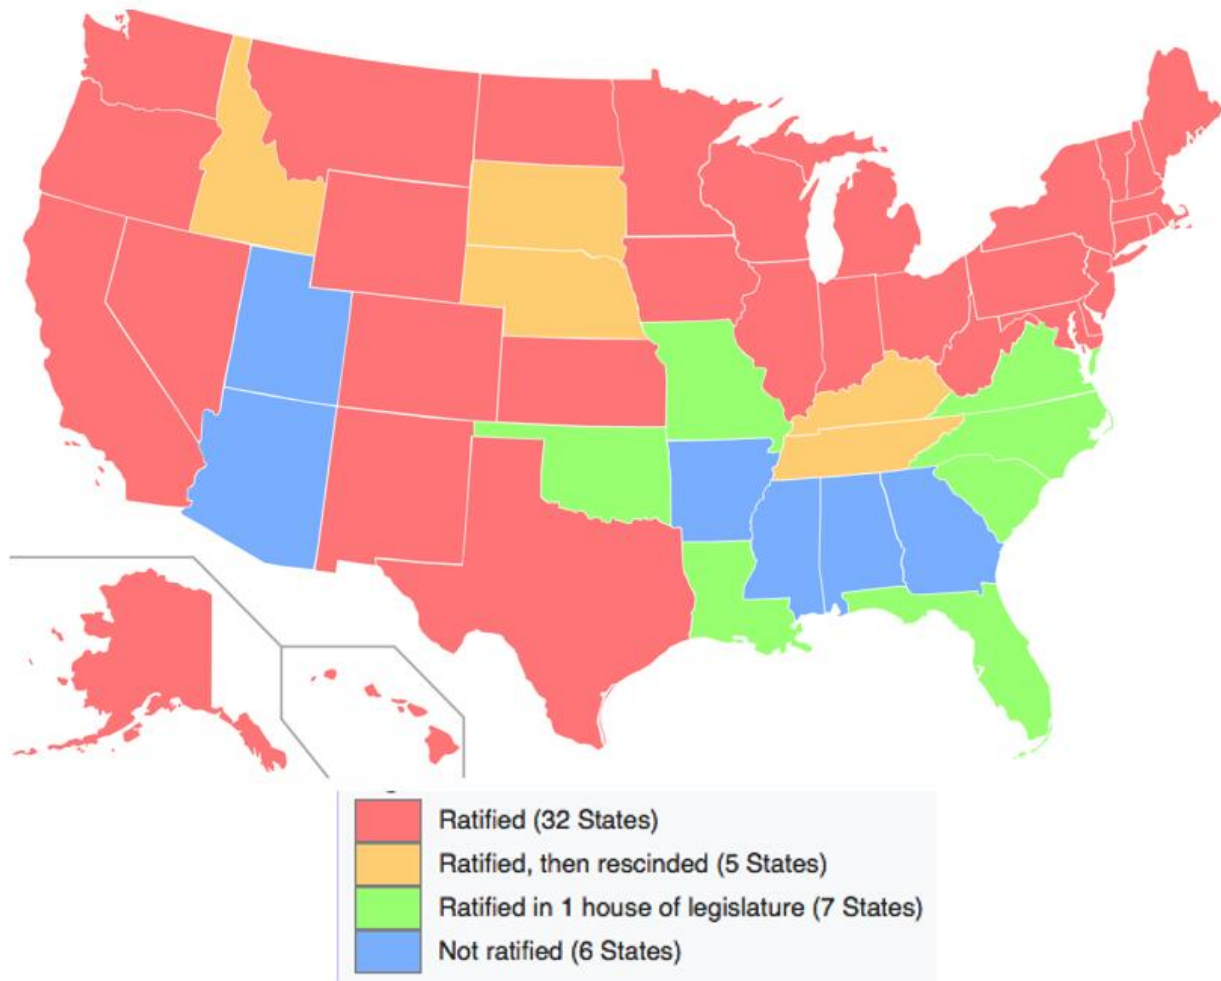 Ratified (32 States)
Ratified, then rescinded (5 States)
Ratified in 1 house of legislature (7 States)
Not ratified (6 States)